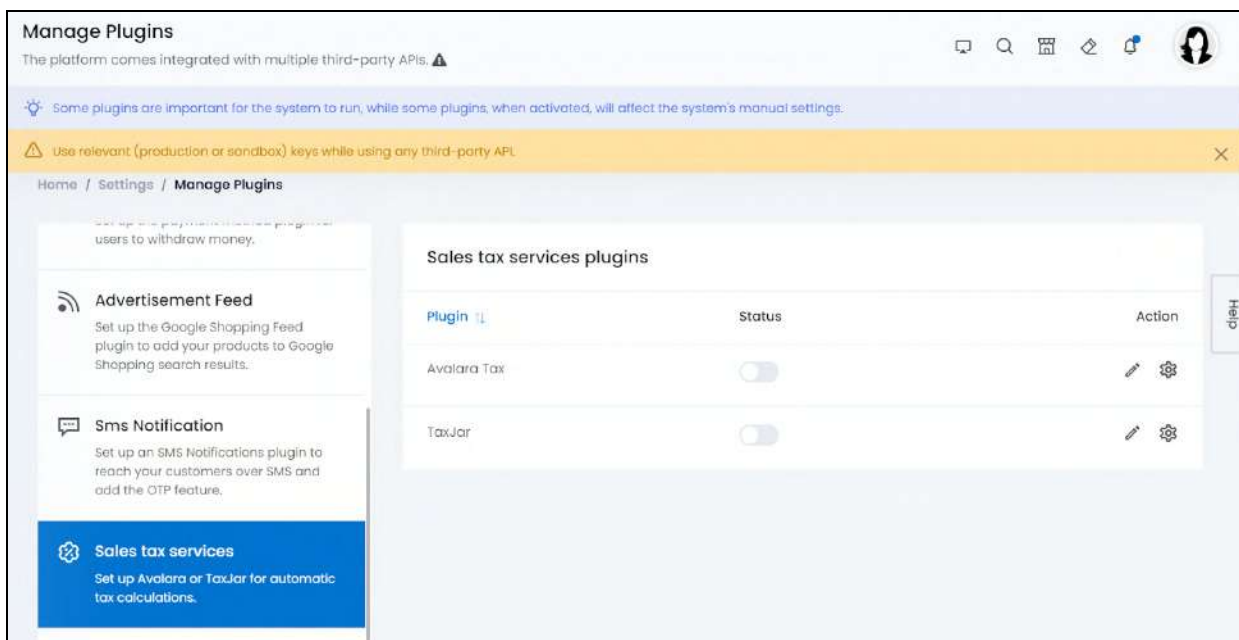 Manage Plugins
The platform comes integrated with multiple third-party APIs.
Some plugins are important for the system to run, while some plugins, when activated, will affect the system's manual settings.
Use relevant (production or sandbox) keys while using any third-party API.
Home / Settings / Manage Plugins
users to withdraw money.
Advertisement Feed
Set up the Google Shopping Feed
plugin to add your products to Google
Shopping search results.
Sms Notification
Set up an SMS Notifications plugin to
reach your customers over SMS and
add the OTP feature.
Sales tax services
Set up Avalara or TaxJar for automatic
tax calculations.
Sales tax services plugins
Plugin Status Action
Avalara Tax
TaxJar
Help